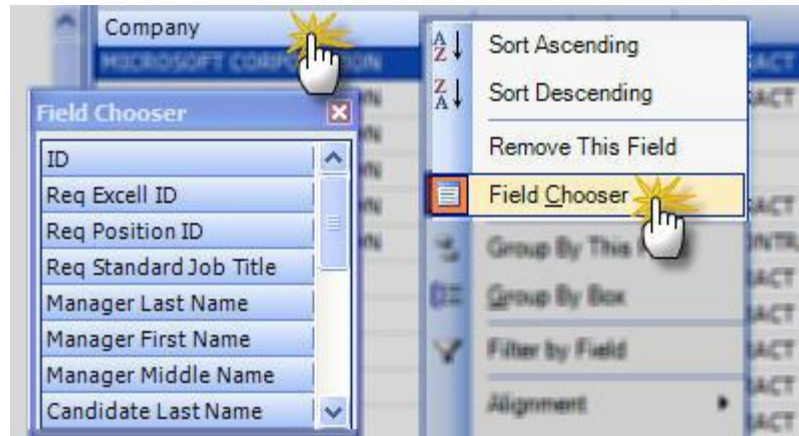 Company
MICROSOFT CORPORATION
Field Chooser
ID
Req Excell ID
Req Position ID
Req Standard Job Title
Manager Last Name
Manager First Name
Manager Middle Name
Candidate Last Name
Sort Ascending
Sort Descending
Remove This Field
Field Chooser
Group By This
Group By Box
Filter by Field
Alignment